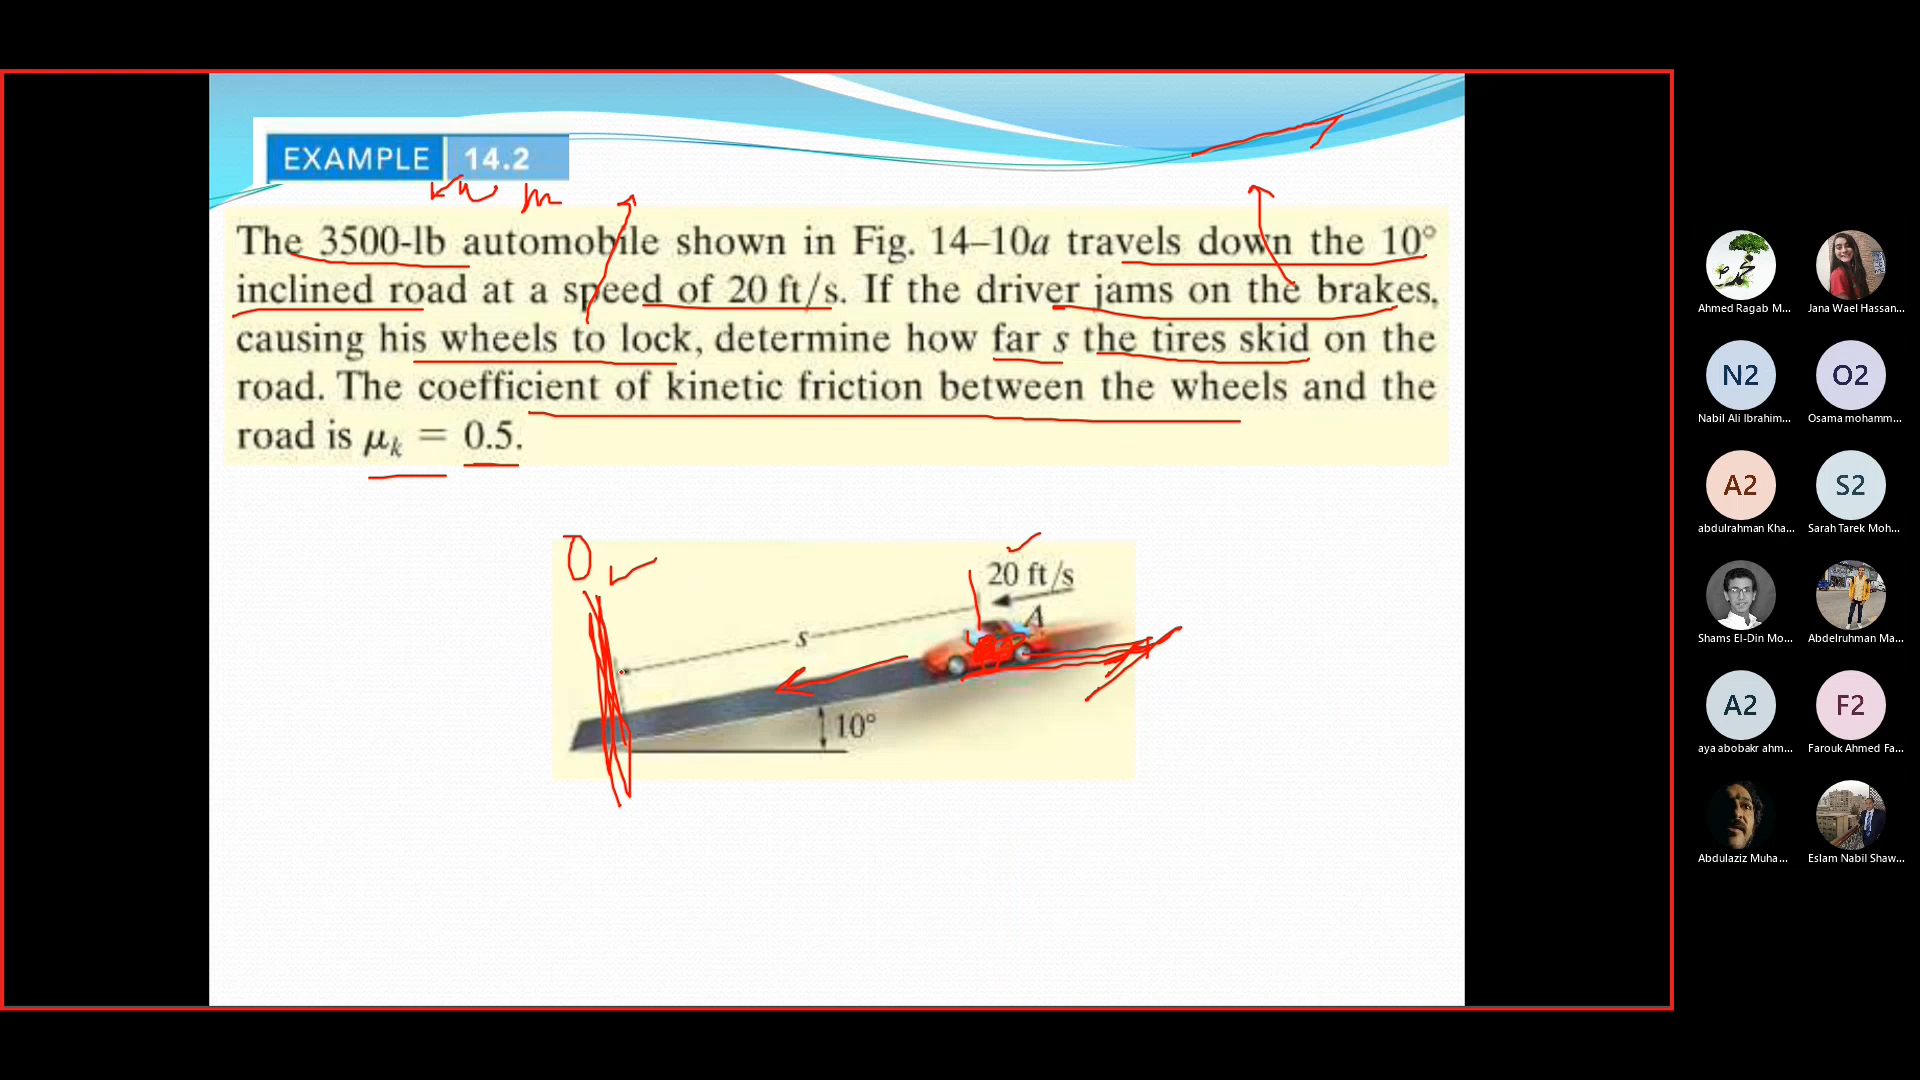 EXAMPLE 14.2
The 3500-lb automobile shown in Fig. 14–10a travels down the 10°
inclined road at a speed of 20 ft/s. If the driver jams on the brakes,
causing his wheels to lock, determine how far s the tires skid on the
road. The coefficient of kinetic friction between the wheels and the
road is μk = 0.5.
0
20 ft/s
A
s
10°
Ahmed Ragab M...
Jana Wael Hassan...
N2
O2
Nabil Ali Ibrahim...
Osama mohamm...
A2
S2
abdulrahman Kha...
Sarah Tarek Moh...
Shams El-Din Mo...
Abdelruhman Ma...
A2
F2
aya abobakr ahm...
Farouk Ahmed Fa...
Abdulaziz Muha...
Eslam Nabil Shaw...